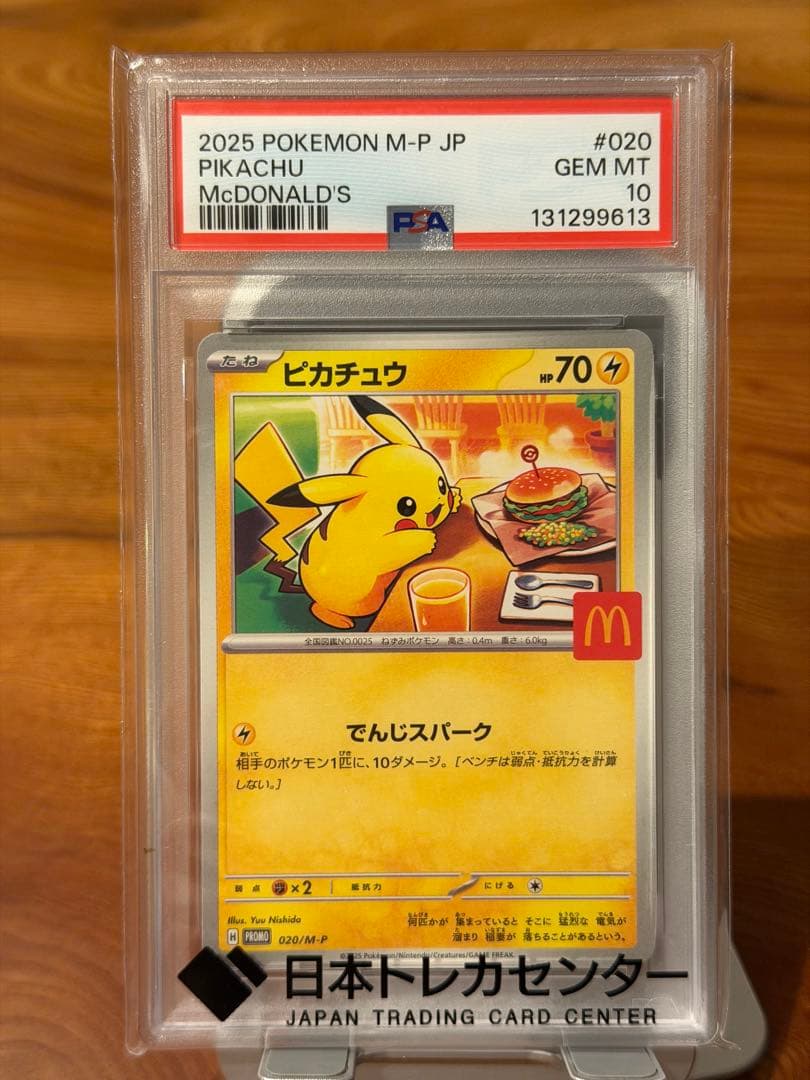 2025 POKEMON M-P JP #020
PIKACHU GEM MT
McDONALD'S 10
PSA 131299613
たね ピカチュウ HP70
全国図鑑NO.0025 ねずみポケモン 高さ:0.4m 重さ:6.0kg
でんじスパーク
相手のポケモン1匹に、10ダメージ。[ベンチは弱点・抵抗力を計算
しない。]
弱点 ×2 抵抗力 にげる
Illus. Yuu Nishida
何匹かが 集まっていると そこに 猛烈な 電気が
溜まり 稲妻が 落ちることがあるという。
H PROMO 020/M-P
©2025 Pokémon/Nintendo/Creatures/GAME FREAK.
日本トレカセンター
JAPAN TRADING CARD CENTER